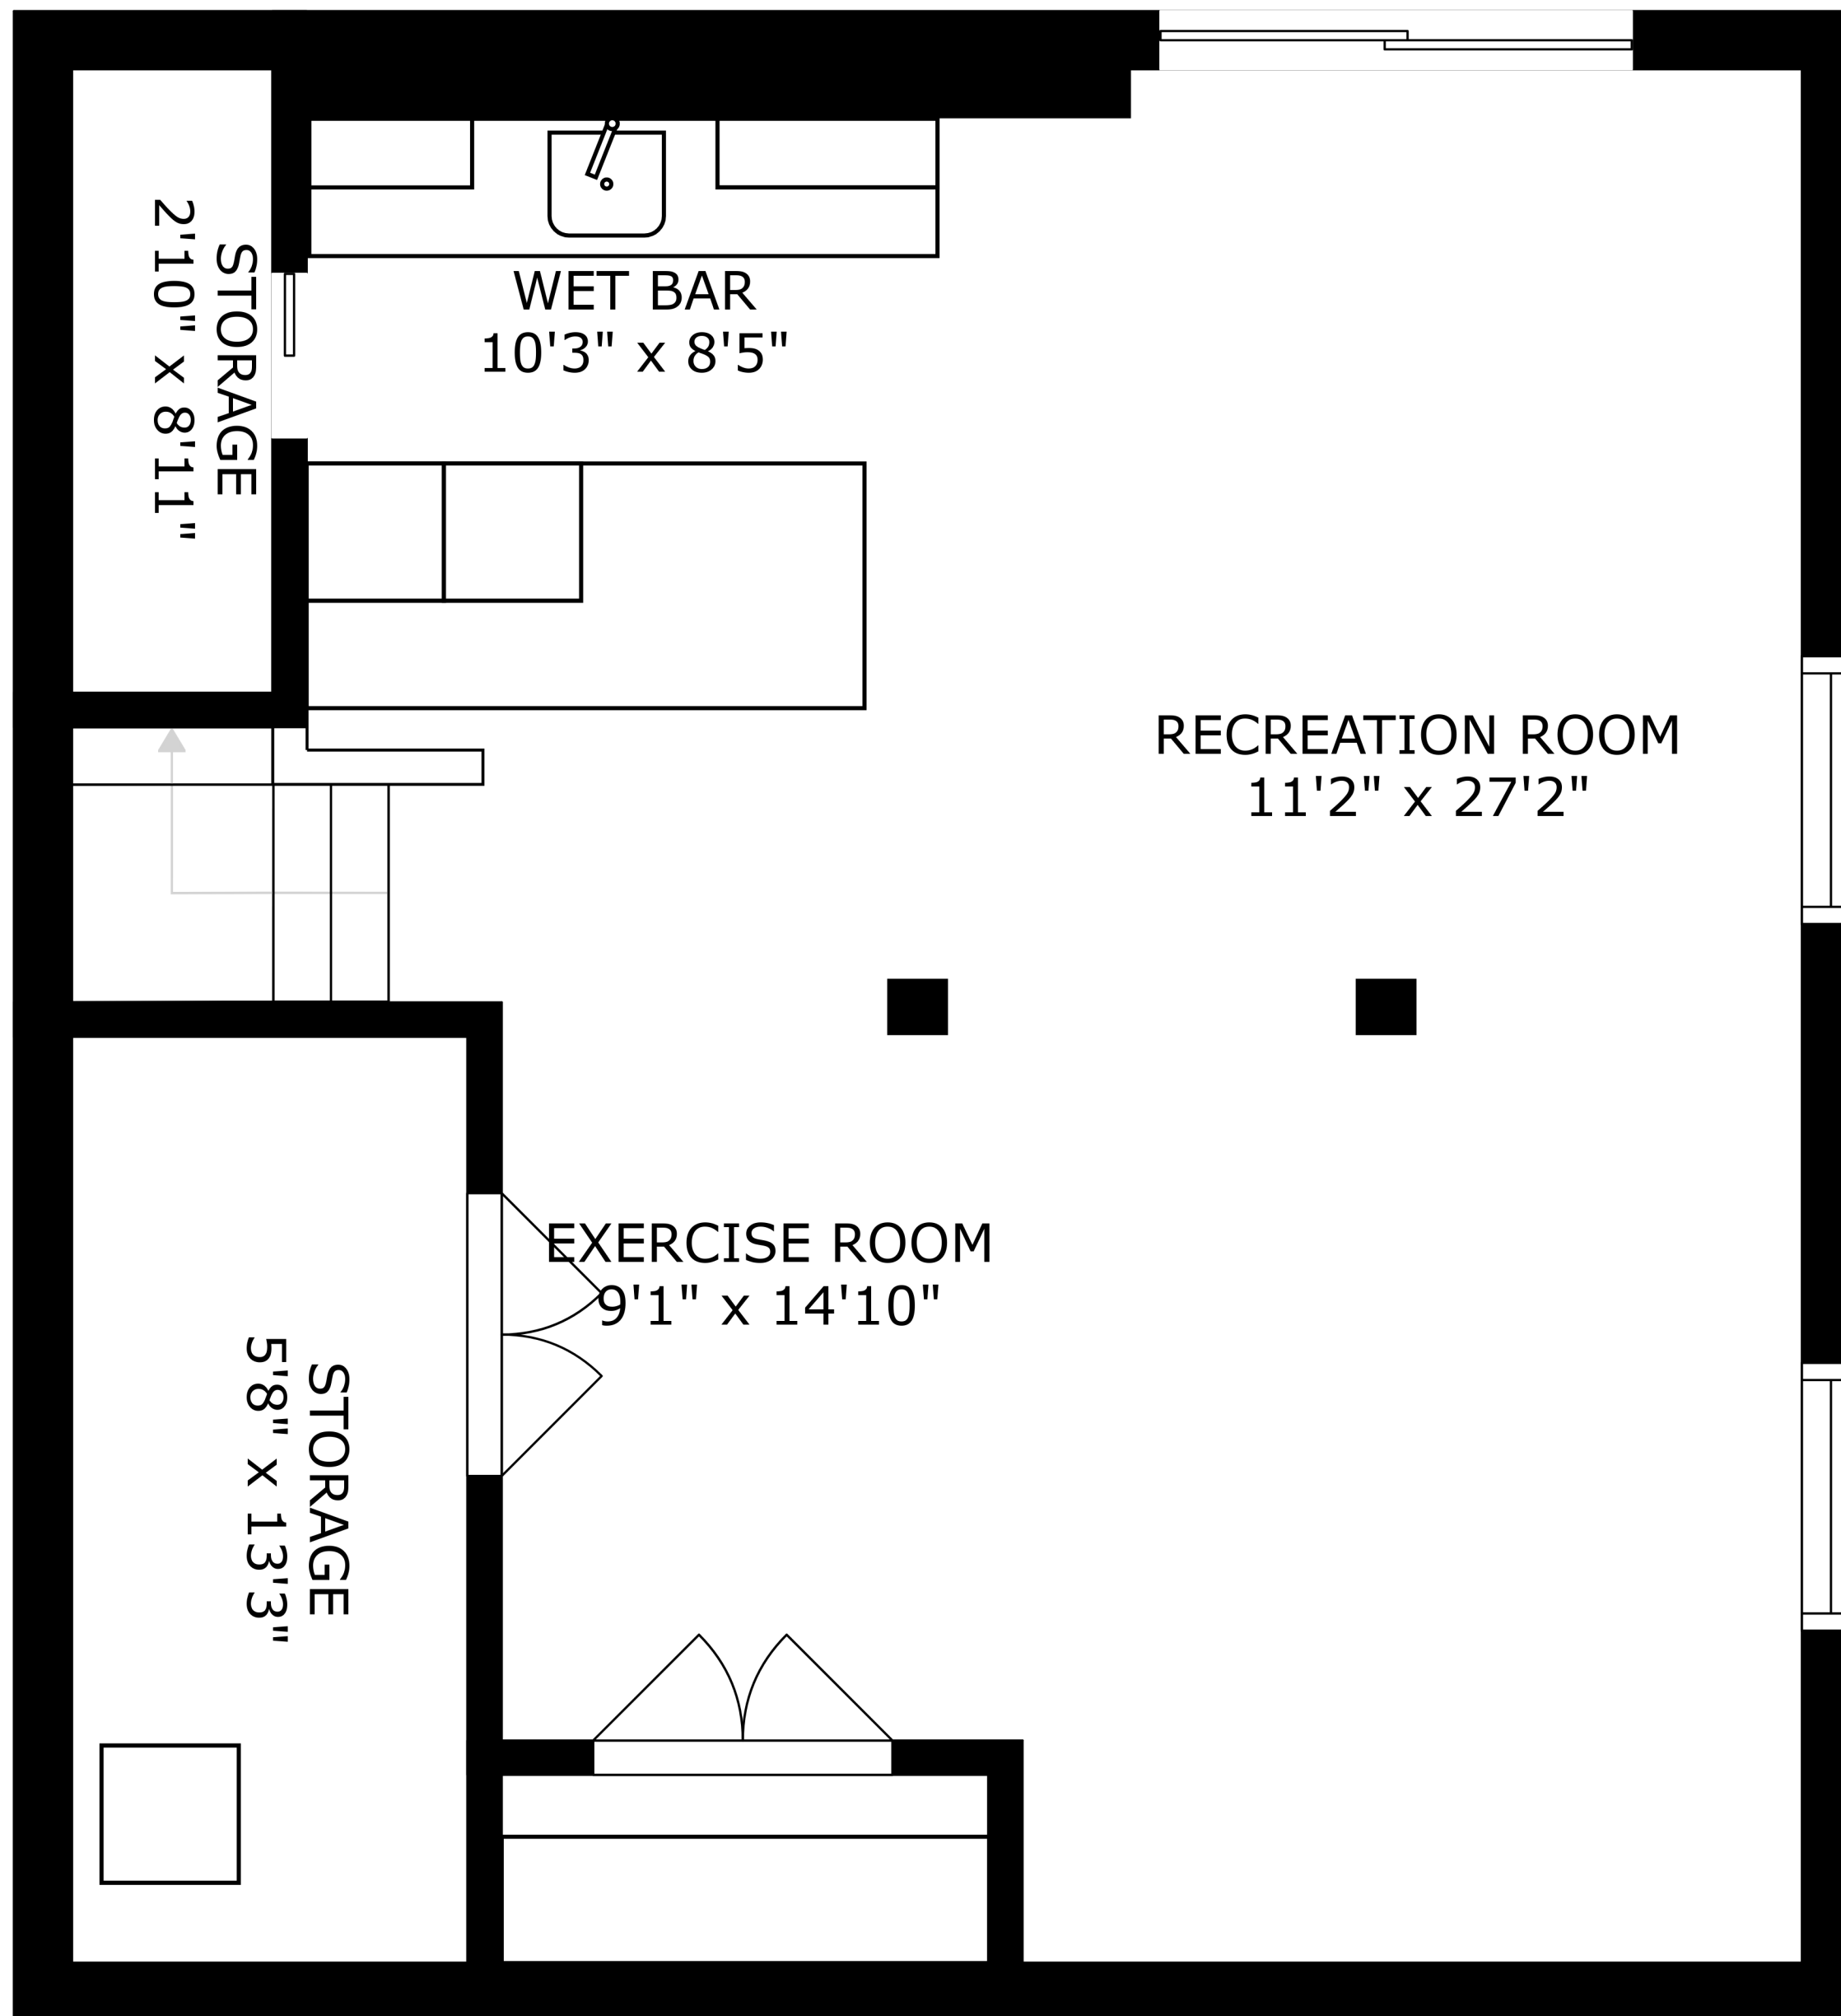 STORAGE
2'10" x 8'11"
WET BAR
10'3" x 8'5"
RECREATION ROOM
11'2" x 27'2"
EXERCISE ROOM
9'1" x 14'10"
STORAGE
5'8" x 13'3"